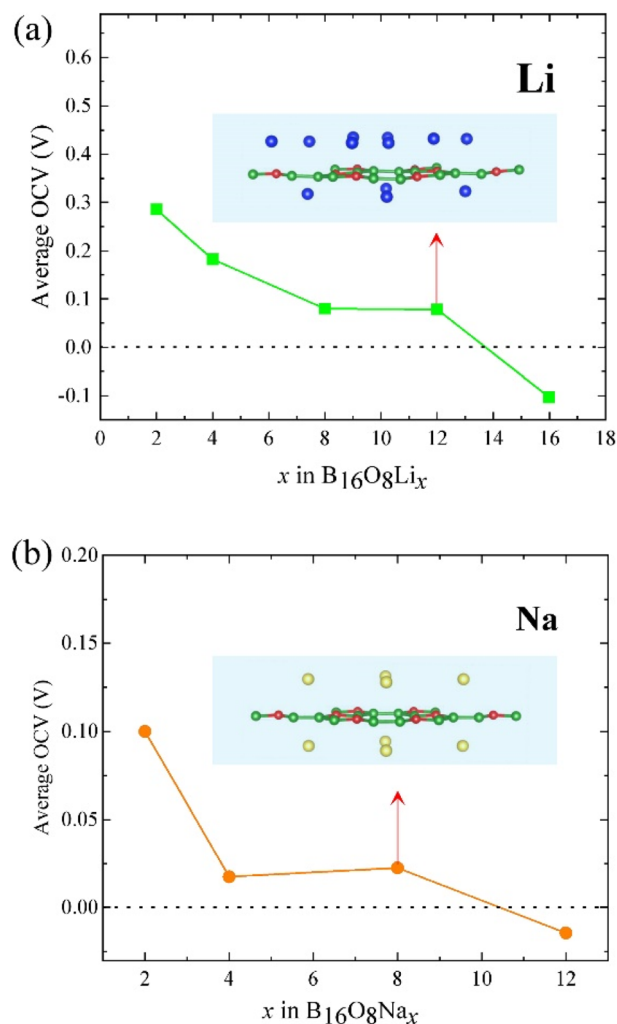 (a)
Li
Average OCV (V)
0.6
0.5
0.4
0.3
0.2
0.1
0.0
-0.1
0 2 4 6 8 10 12 14 16 18
x in B16O8Lix
(b)
Na
Average OCV (V)
0.20
0.15
0.10
0.05
0.00
2 4 6 8 10 12
x in B16O8Nax